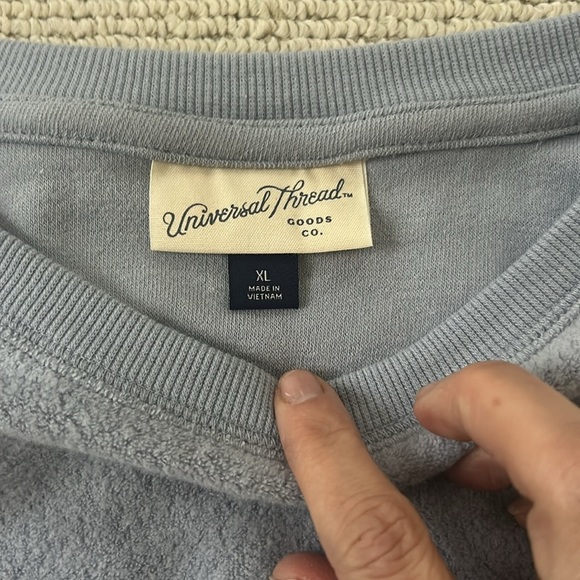 Universal Thread™
GOODS
CO.
XL
MADE IN
VIETNAM